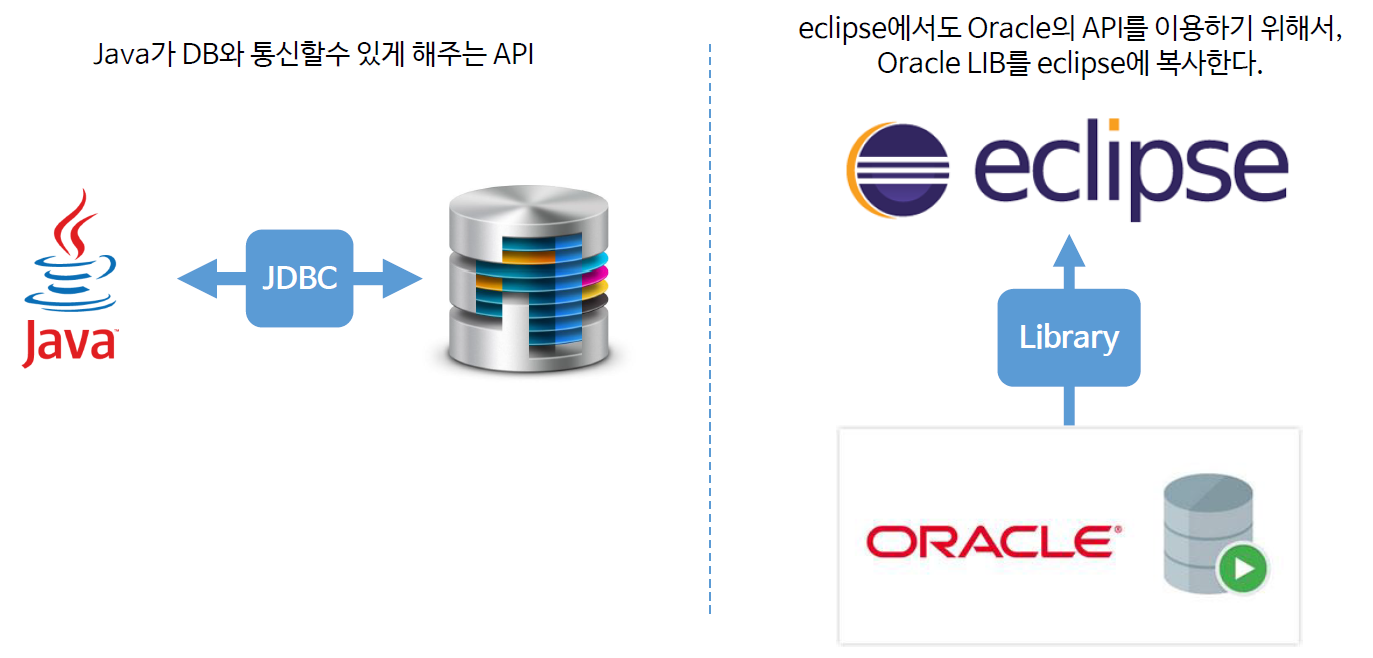 Java가 DB와 통신할수 있게 해주는 API
Java™
JDBC
eclipse에서도 Oracle의 API를 이용하기 위해서,
Oracle LIB를 eclipse에 복사한다.
eclipse
Library
ORACLE®